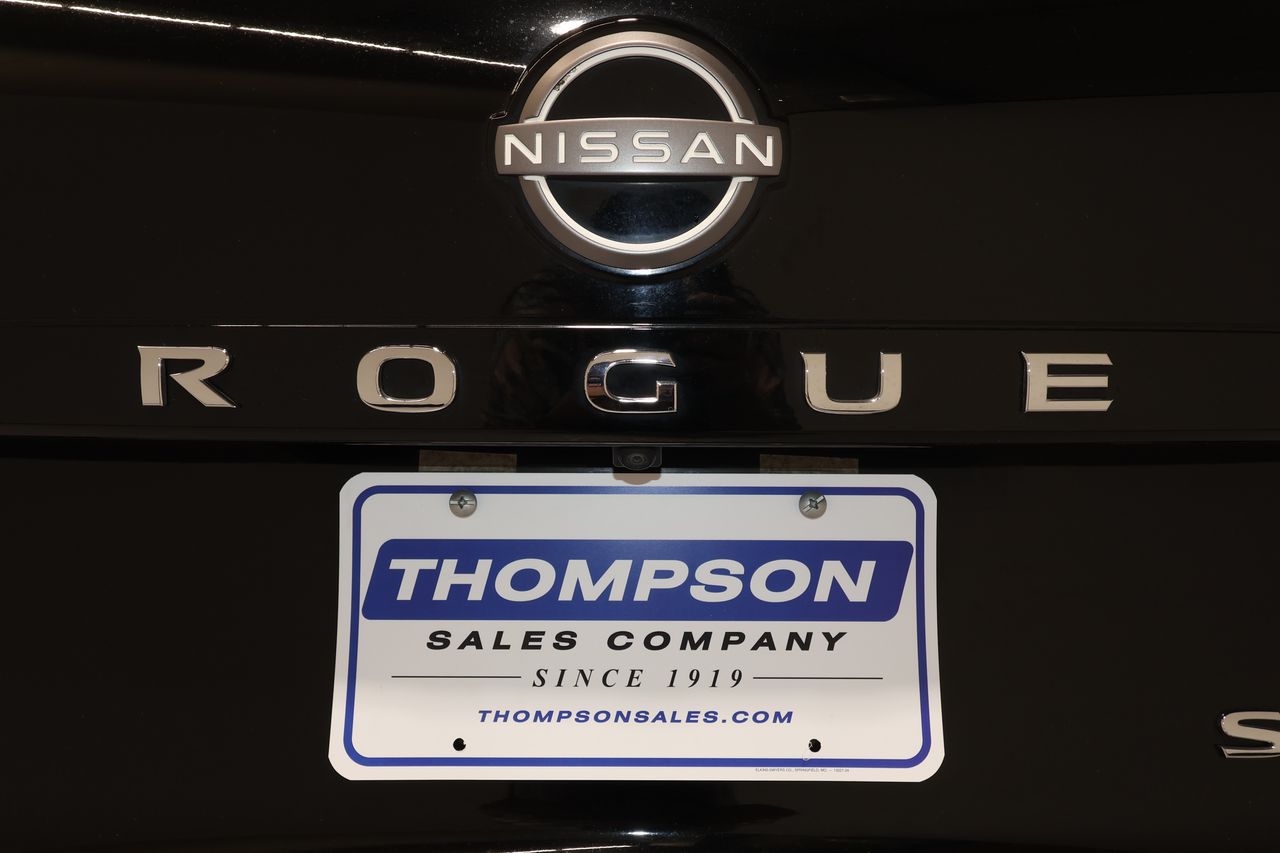 NISSAN
ROGUE
THOMPSON
SALES COMPANY
SINCE 1919
THOMPSONSALES.COM
S